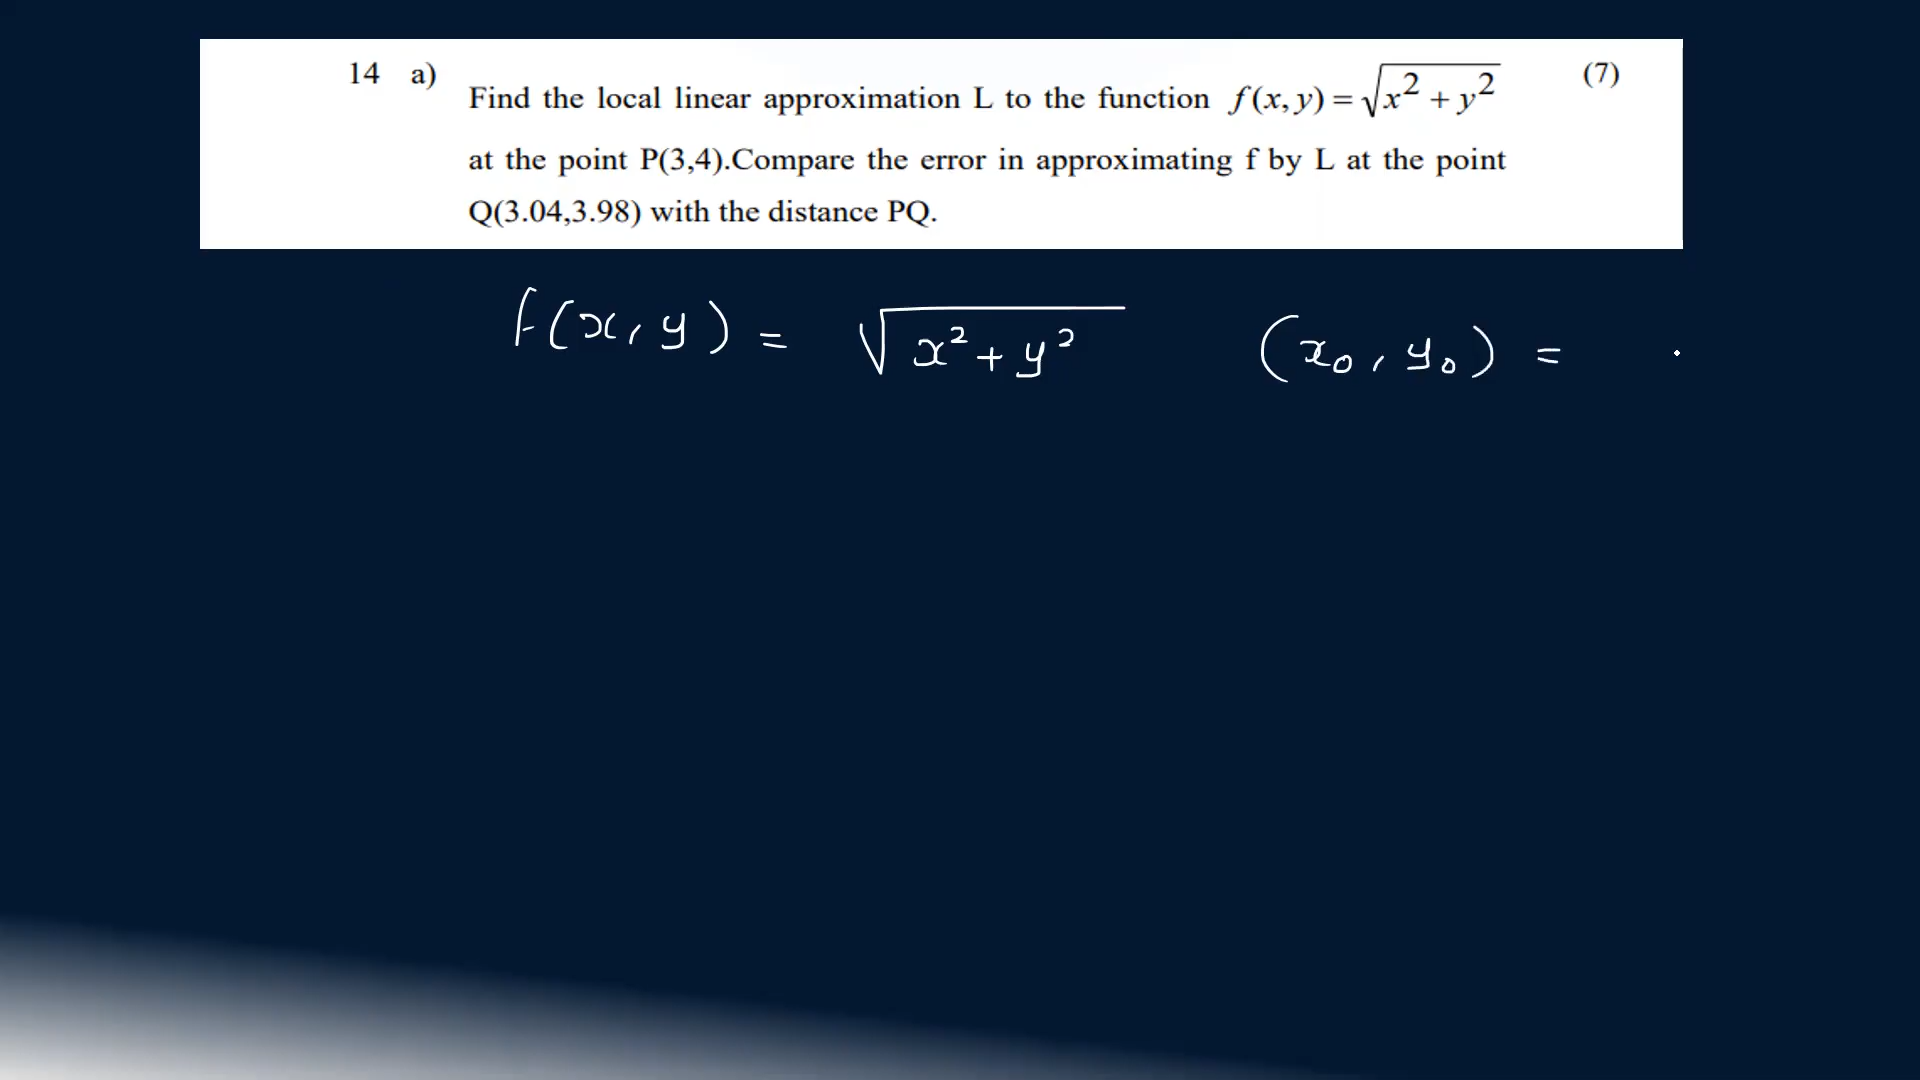 14 a) Find the local linear approximation L to the function f(x, y) = √x² + y² (7)
at the point P(3,4).Compare the error in approximating f by L at the point
Q(3.04,3.98) with the distance PQ.
f(x, y) = √x² + y² (x₀, y₀) =